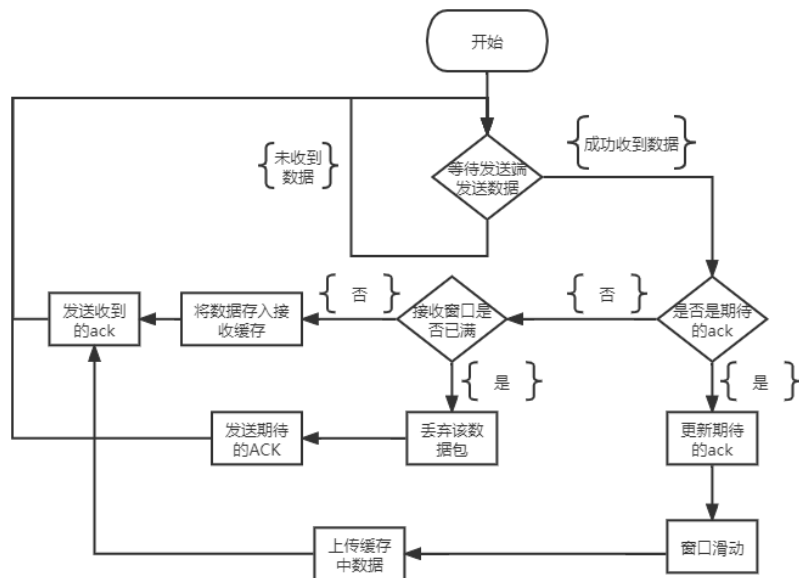 开始
成功收到数据
未收到
数据
等待发送端
发送数据
否
否
发送收到
的ack
将数据存入接
收缓存
接收窗口是
否已满
是否是期待
的ack
是
是
发送期待
的ACK
丢弃该数
据包
更新期待
的ack
上传缓存
中数据
窗口滑动